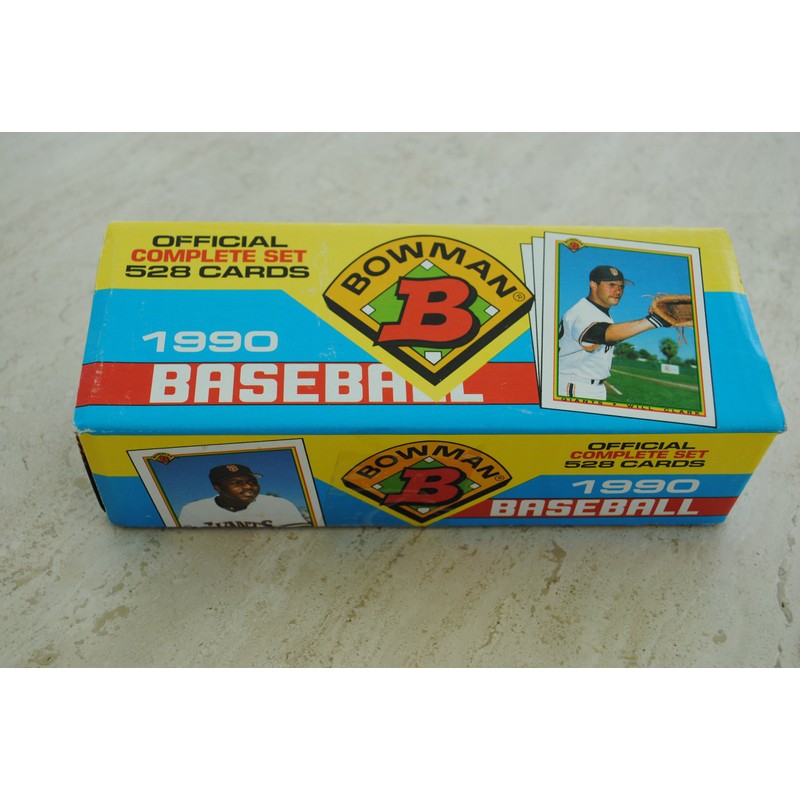 OFFICIAL
COMPLETE SET
528 CARDS
BOWMAN®
B
1990
BASEBALL
GIANTS • WILL CLARK
GIANTS
BOWMAN®
B
OFFICIAL
COMPLETE SET
528 CARDS
1990
BASEBALL